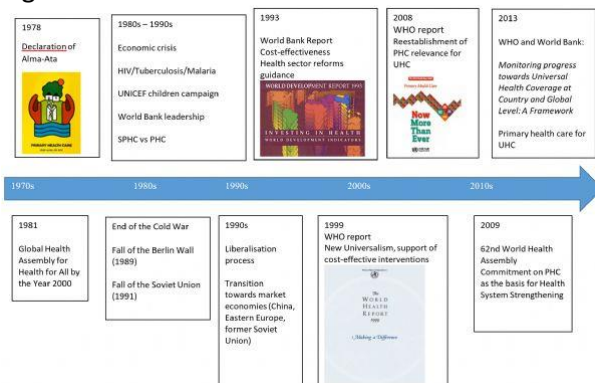 1978
Declaration of
Alma-Ata
PRIMARY HEALTH CARE
1980s – 1990s
Economic crisis
HIV/Tuberculosis/Malaria
UNICEF children campaign
World Bank leadership
SPHC vs PHC
1993
World Bank Report
Cost-effectiveness
Health sector reforms
guidance
WORLD DEVELOPMENT REPORT 1993
INVESTING IN HEALTH
WORLD DEVELOPMENT INDICATORS
2008
WHO report
Reestablishment of
PHC relevance for
UHC
Primary Health Care
Now
More
Than
Ever
2013
WHO and World Bank:
Monitoring progress
towards Universal
Health Coverage at
Country and Global
Level: A Framework
Primary health care for
UHC
1970s
1980s
1990s
2000s
2010s
1981
Global Health
Assembly for
Health for All by
the Year 2000
End of the Cold War
Fall of the Berlin Wall
(1989)
Fall of the Soviet Union
(1991)
1990s
Liberalisation
process
Transition
towards market
economies (China,
Eastern Europe,
former Soviet
Union)
1999
WHO report
New Universalism, support of
cost-effective interventions
The
WORLD
HEALTH
REPORT
1999
Making a Difference
2009
62nd World Health
Assembly
Commitment on PHC
as the basis for Health
System Strengthening